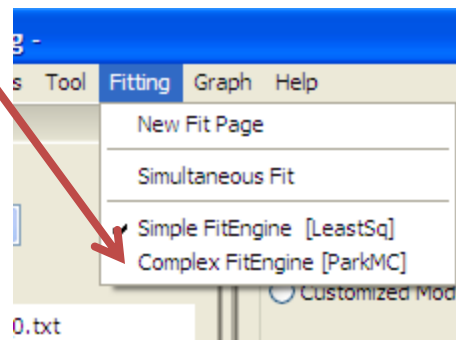 g -
s Tool Fitting Graph Help
New Fit Page
Simultaneous Fit
Simple FitEngine [LeastSq]
Complex FitEngine [ParkMC]
Customized Mod
0.txt